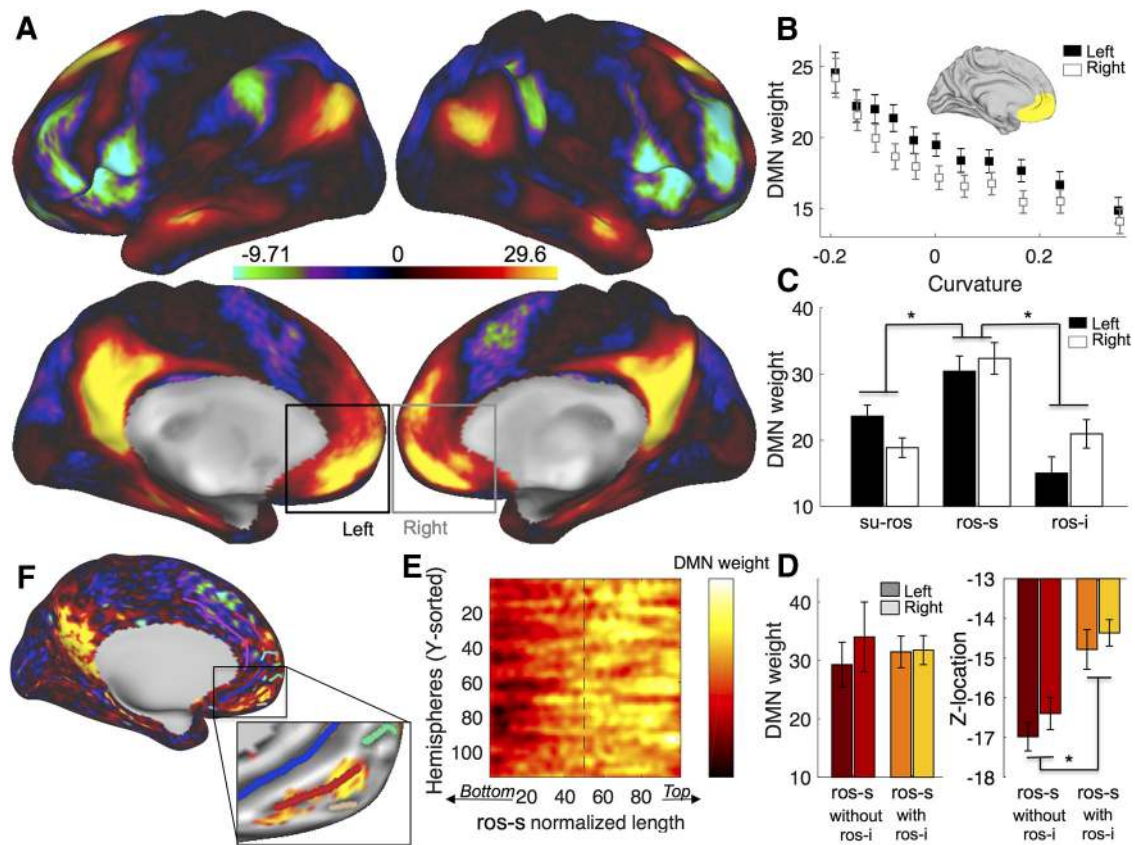 A
-9.71 0 29.6
Left Right
B
DMN weight
25
20
15
-0.2 0 0.2
Curvature
Left
Right
C
DMN weight
40
30
20
10
* *
Left
Right
su-ros ros-s ros-i
F
E
DMN weight
Hemispheres (Y-sorted)
20
40
60
80
100
Bottom 20 40 60 80 Top
ros-s normalized length
D
DMN weight
40
30
20
10
Left
Right
ros-s without ros-i
ros-s with ros-i
Z-location
-13
-14
-15
-16
-17
-18
*
ros-s without ros-i
ros-s with ros-i